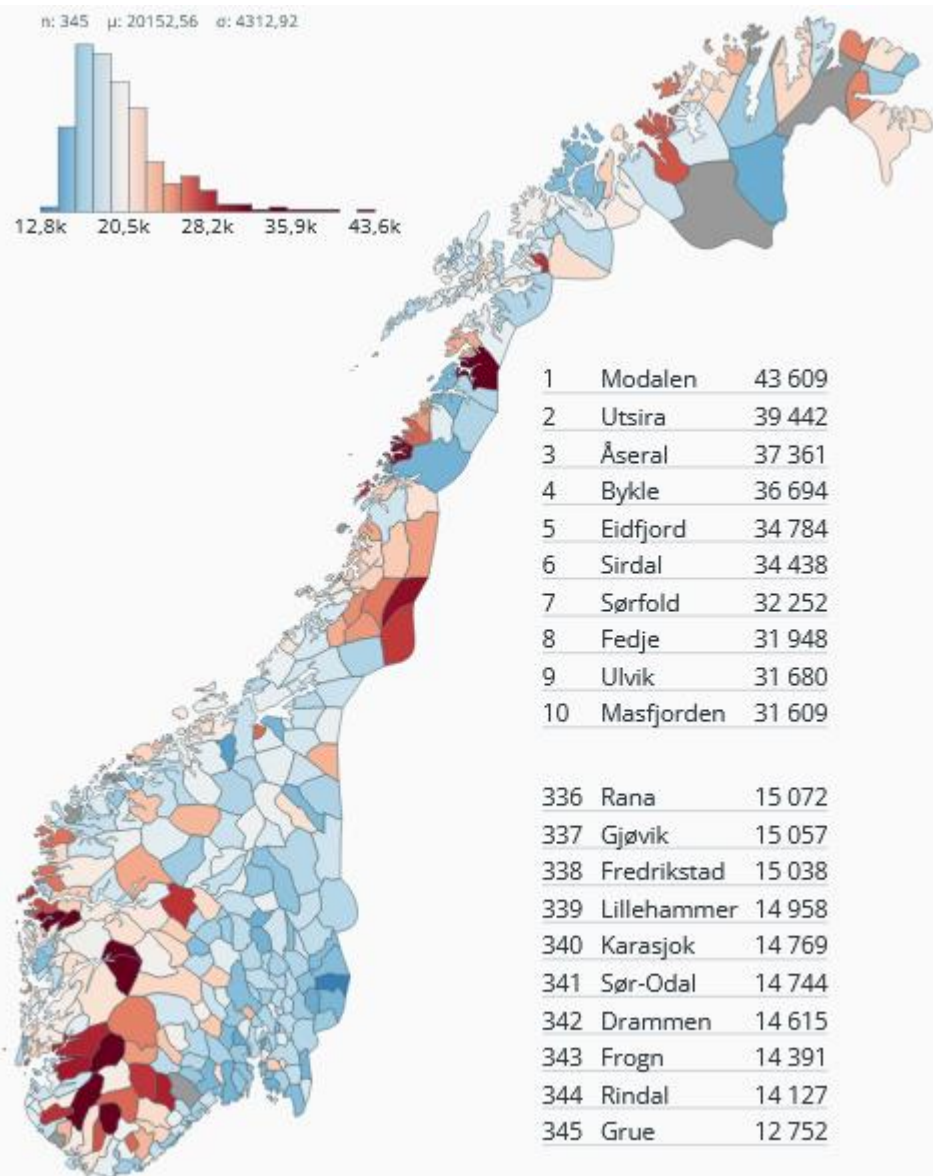 n: 345 μ: 20152,56 σ: 4312,92
12,8k 20,5k 28,2k 35,9k 43,6k
1 Modalen 43 609
2 Utsira 39 442
3 Åseral 37 361
4 Bykle 36 694
5 Eidfjord 34 784
6 Sirdal 34 438
7 Sørfold 32 252
8 Fedje 31 948
9 Ulvik 31 680
10 Masfjorden 31 609
336 Rana 15 072
337 Gjøvik 15 057
338 Fredrikstad 15 038
339 Lillehammer 14 958
340 Karasjok 14 769
341 Sør-Odal 14 744
342 Drammen 14 615
343 Frogn 14 391
344 Rindal 14 127
345 Grue 12 752